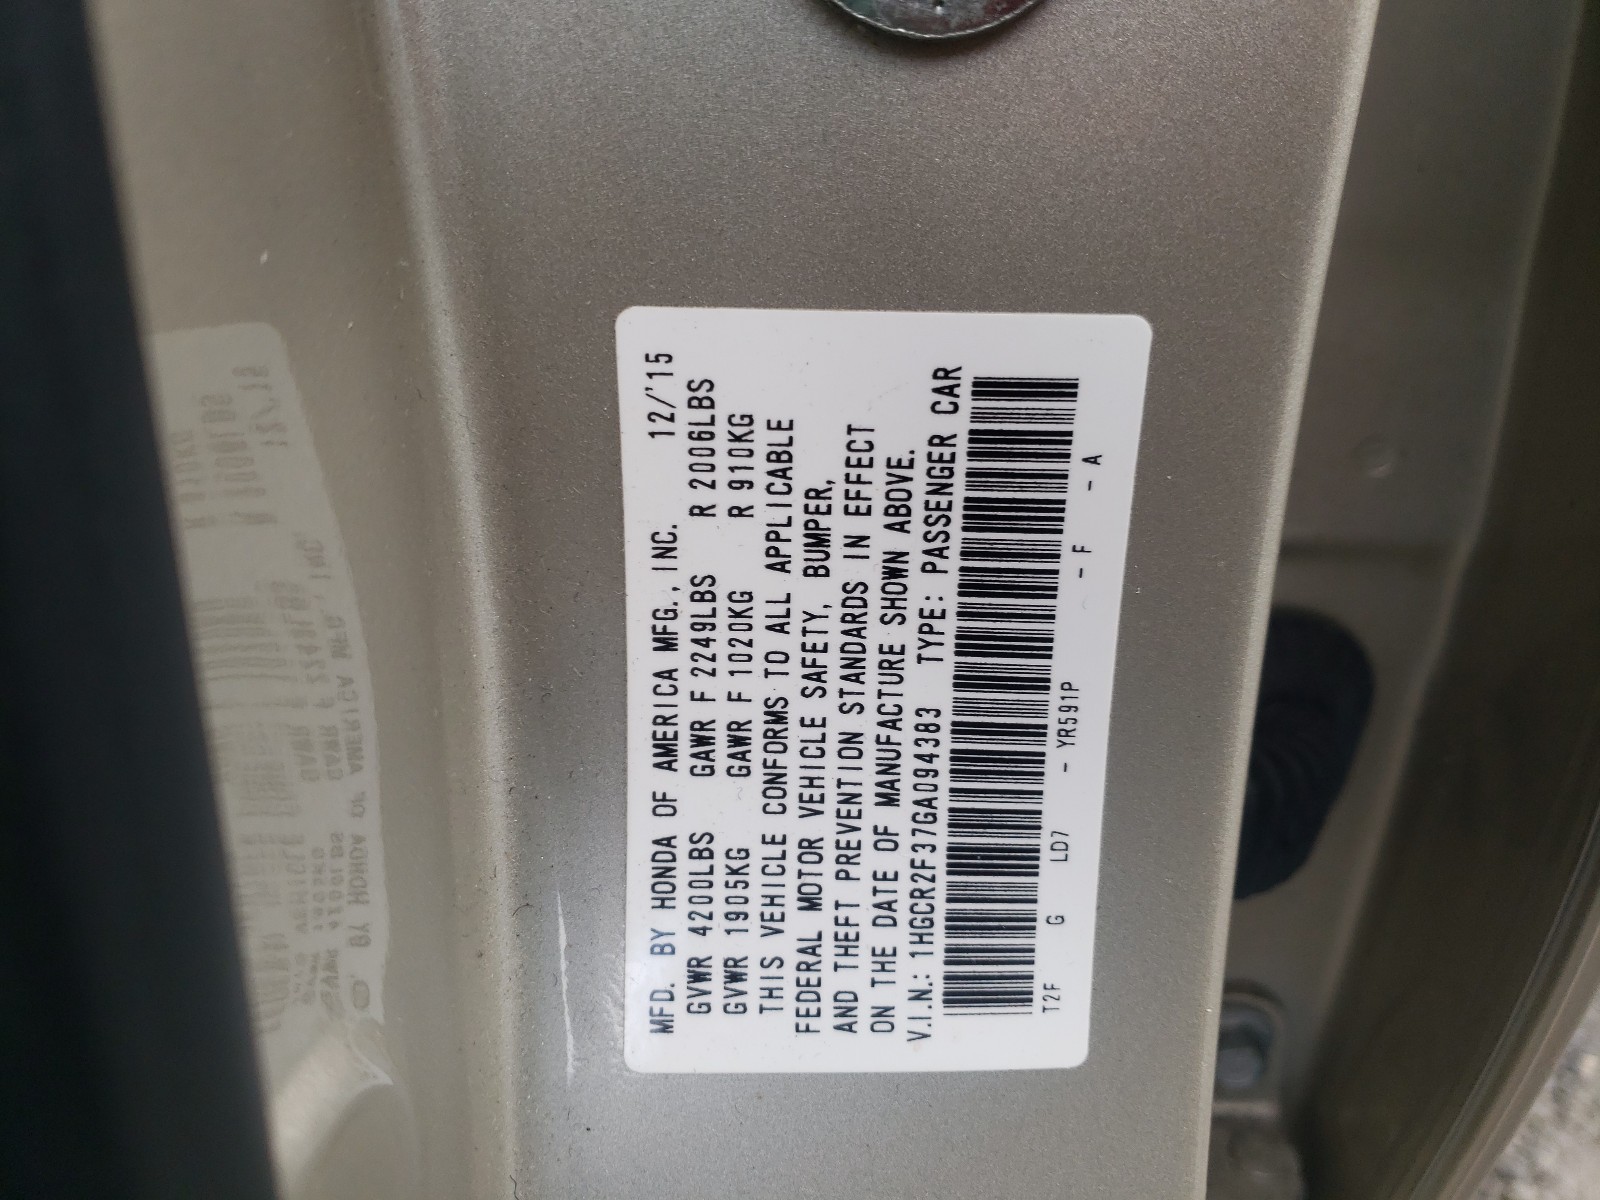 MFD. BY HONDA OF AMERICA MFG., INC. 12/'15
GVWR 4200LBS GAWR F 2249LBS R 2006LBS
GVWR 1905KG GAWR F 1020KG R 910KG
THIS VEHICLE CONFORMS TO ALL APPLICABLE
FEDERAL MOTOR VEHICLE SAFETY, BUMPER,
AND THEFT PREVENTION STANDARDS IN EFFECT
ON THE DATE OF MANUFACTURE SHOWN ABOVE.
V.I.N.: 1HGCR2F37GA094383 TYPE: PASSENGER CAR
T2F G LD7 - YR591P - F - A